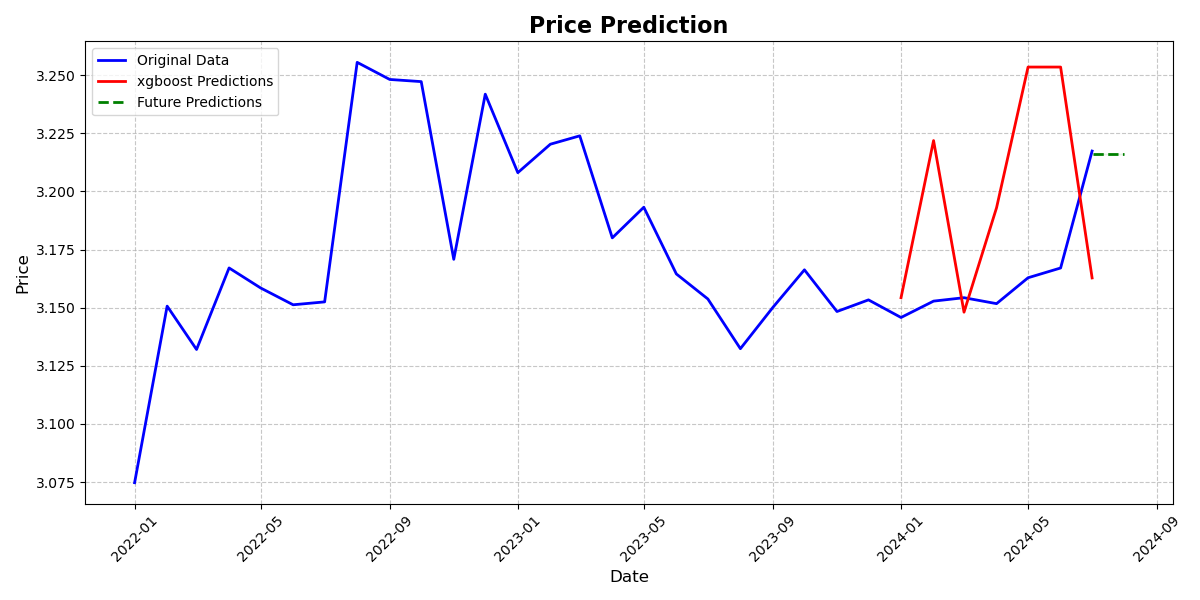 Price Prediction
Original Data
xgboost Predictions
Future Predictions
Price
3.250
3.225
3.200
3.175
3.150
3.125
3.100
3.075
2022-01
2022-05
2022-09
2023-01
2023-05
2023-09
2024-01
2024-05
2024-09
Date